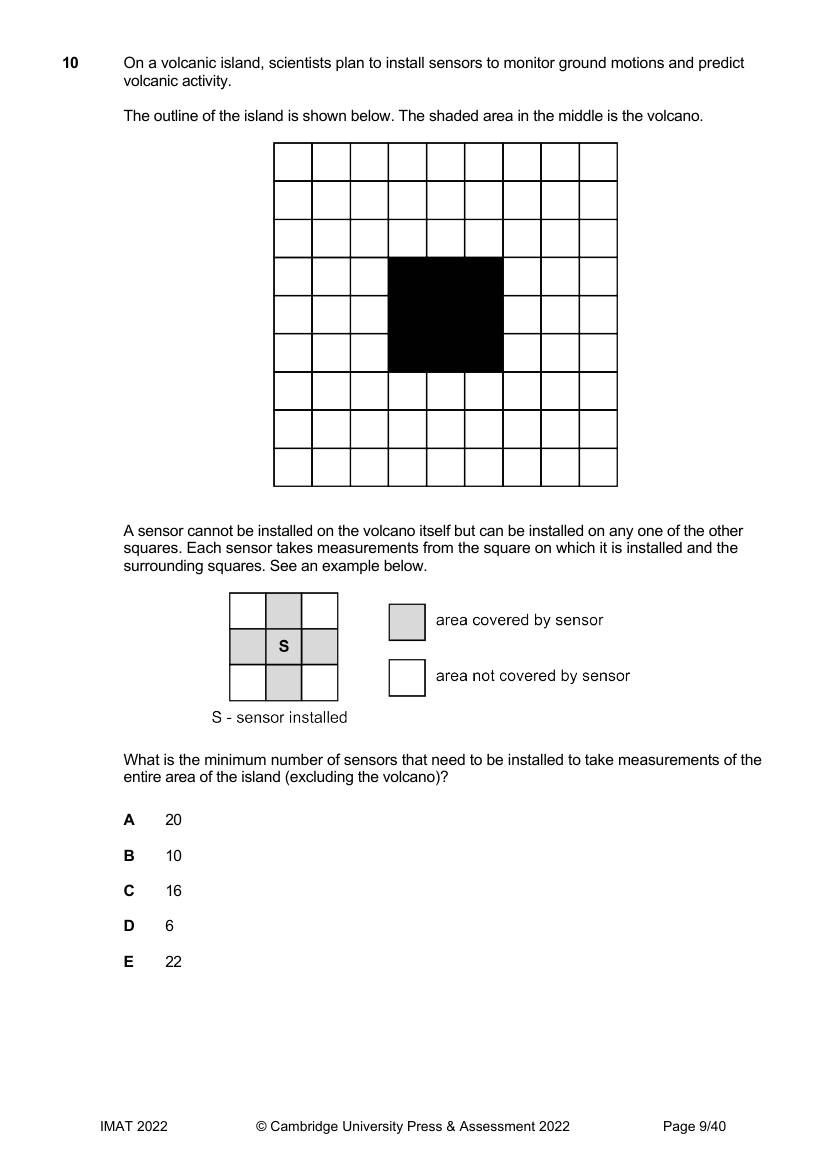 10 On a volcanic island, scientists plan to install sensors to monitor ground motions and predict
volcanic activity.
The outline of the island is shown below. The shaded area in the middle is the volcano.
A sensor cannot be installed on the volcano itself but can be installed on any one of the other
squares. Each sensor takes measurements from the square on which it is installed and the
surrounding squares. See an example below.
area covered by sensor
S
area not covered by sensor
S - sensor installed
What is the minimum number of sensors that need to be installed to take measurements of the
entire area of the island (excluding the volcano)?
A 20
B 10
C 16
D 6
E 22
IMAT 2022 © Cambridge University Press & Assessment 2022 Page 9/40